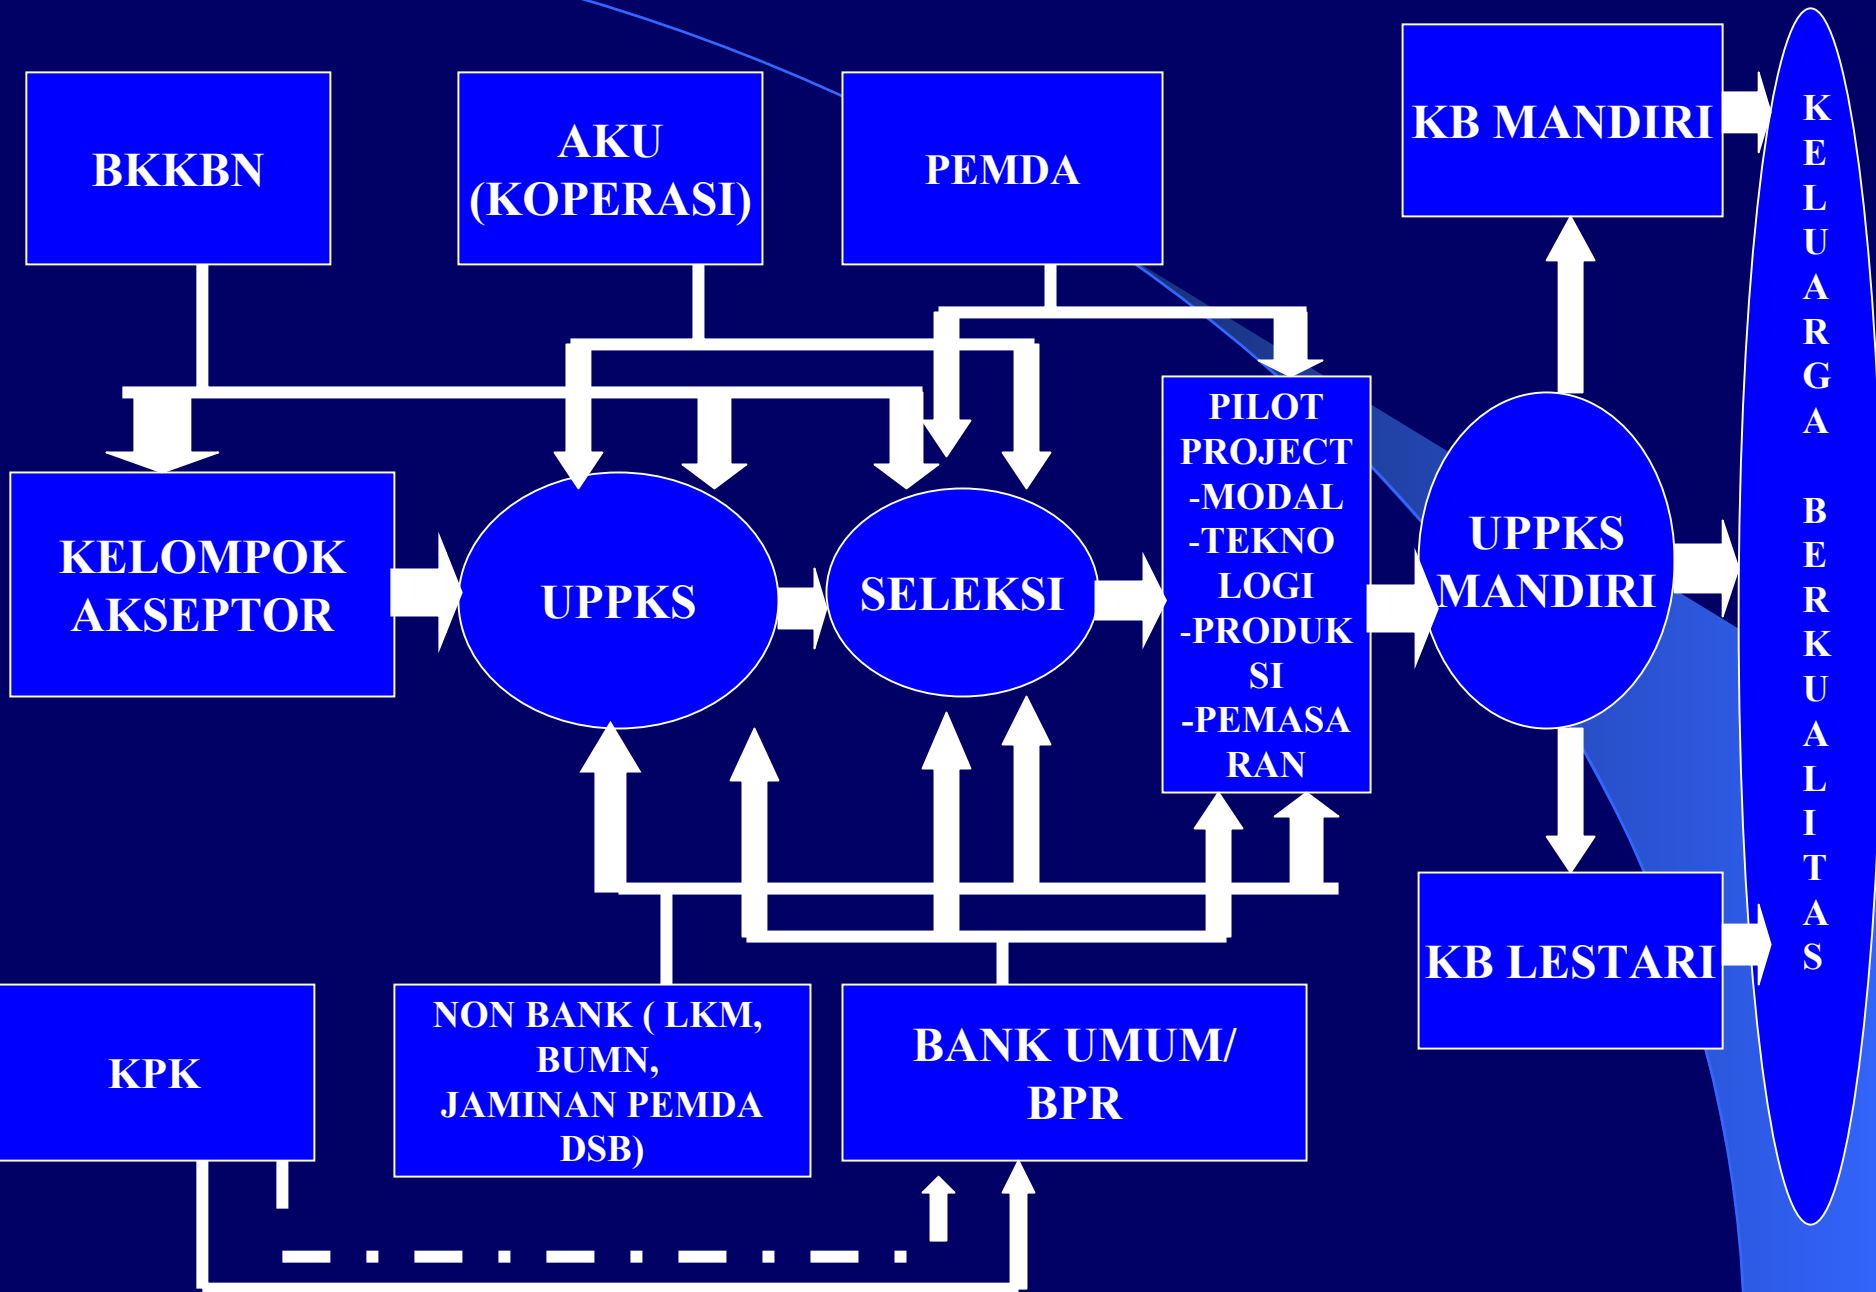 BKKBN
AKU
(KOPERASI)
PEMDA
KB MANDIRI
KELOMPOK
AKSEPTOR
UPPKS
SELEKSI
PILOT
PROJECT
-MODAL
-TEKNO
LOGI
-PRODUK
SI
-PEMASA
RAN
UPPKS
MANDIRI
KB LESTARI
KPK
NON BANK ( LKM,
BUMN,
JAMINAN PEMDA
DSB)
BANK UMUM/
BPR
K
E
L
U
A
R
G
A
B
E
R
K
U
A
L
I
T
A
S